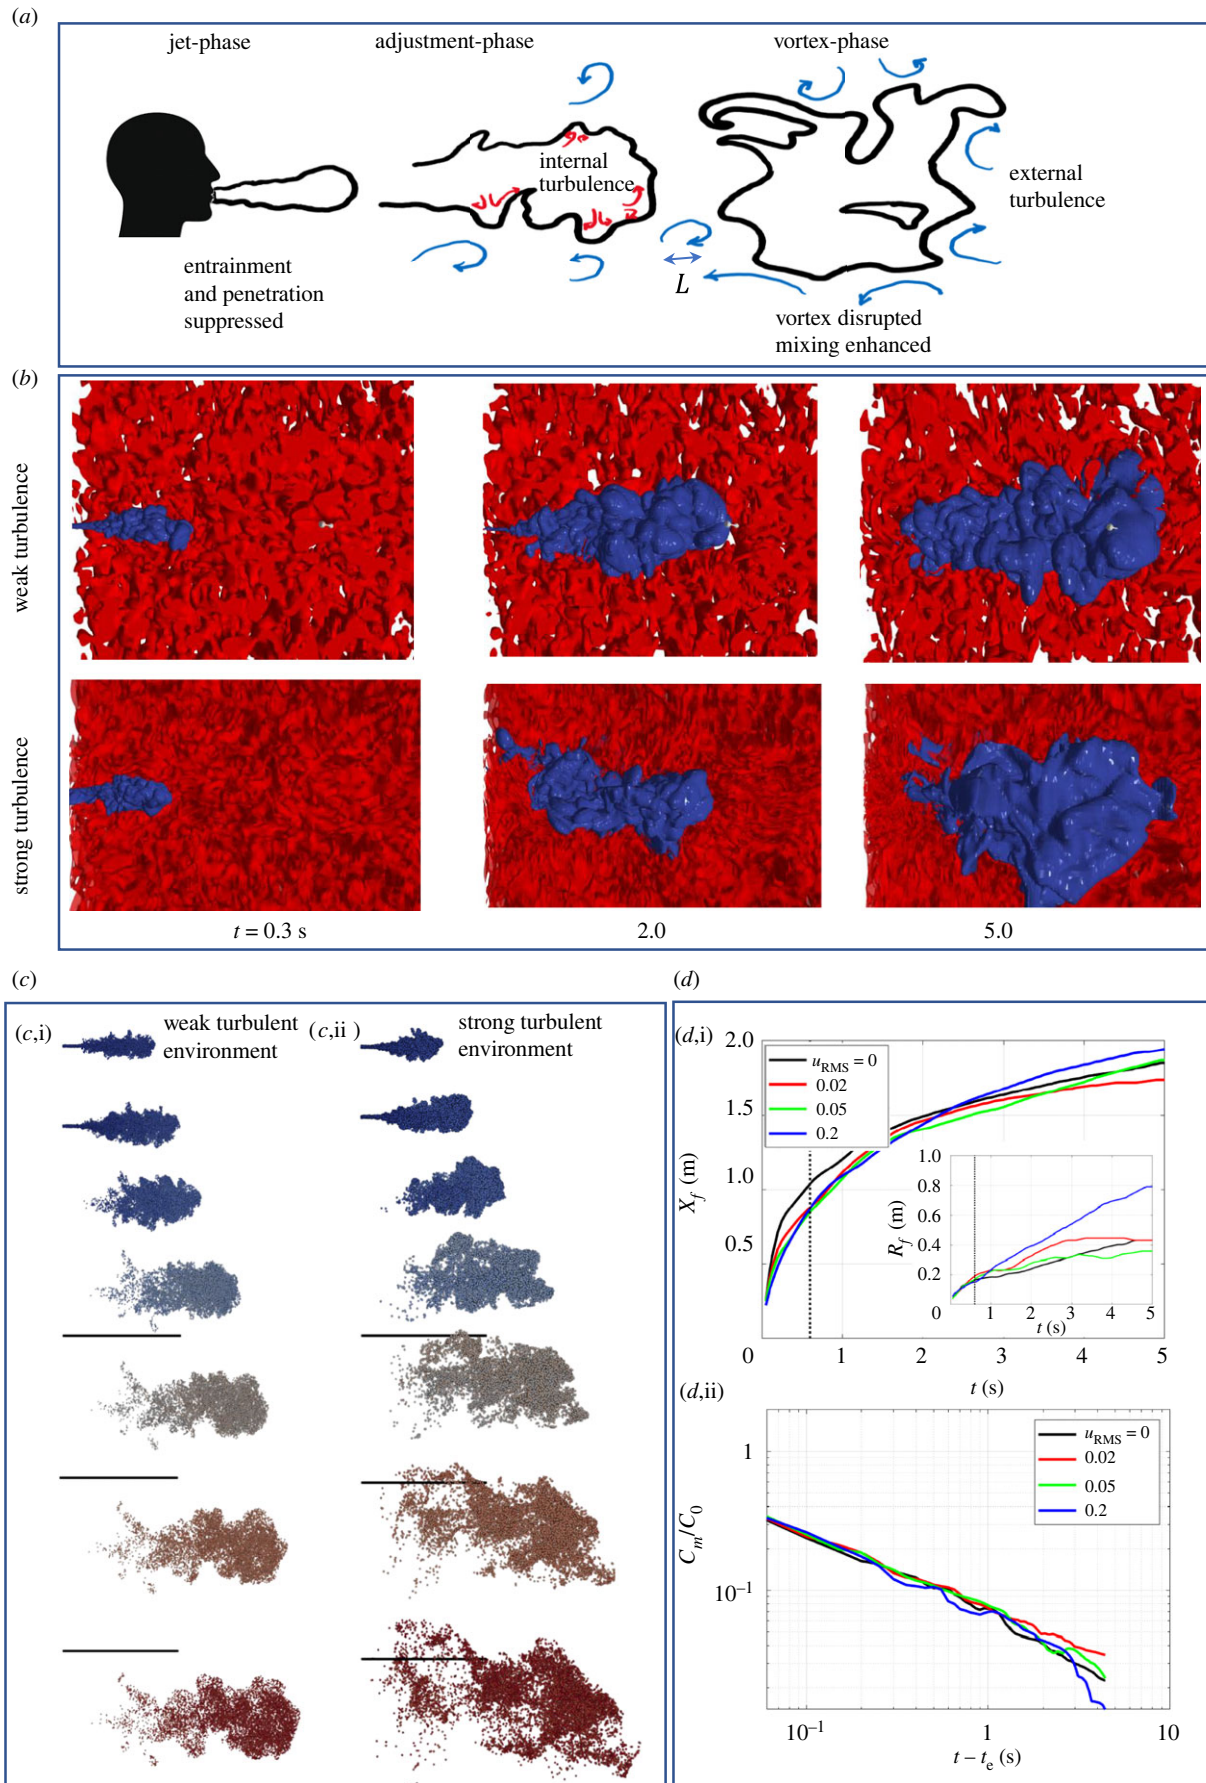 (a)
jet-phase
adjustment-phase
vortex-phase
internal
turbulence
external
turbulence
L
entrainment
and penetration
suppressed
vortex disrupted
mixing enhanced
(b)
weak turbulence
strong turbulence
t = 0.3 s
2.0
5.0
(c)
(c,i)
weak turbulent
environment
(c,ii )
strong turbulent
environment
(d)
(d,i)
2.0
1.5
1.0
0.5
0
X_f (m)
u_RMS = 0
0.02
0.05
0.2
1.0
0.8
0.6
0.4
0.2
0
R_f (m)
1
2
3
4
5
t (s)
1
2
3
4
5
t (s)
(d,ii)
1
10⁻¹
C_m/C_0
u_RMS = 0
0.02
0.05
0.2
10⁻¹
1
10
t – t_e (s)